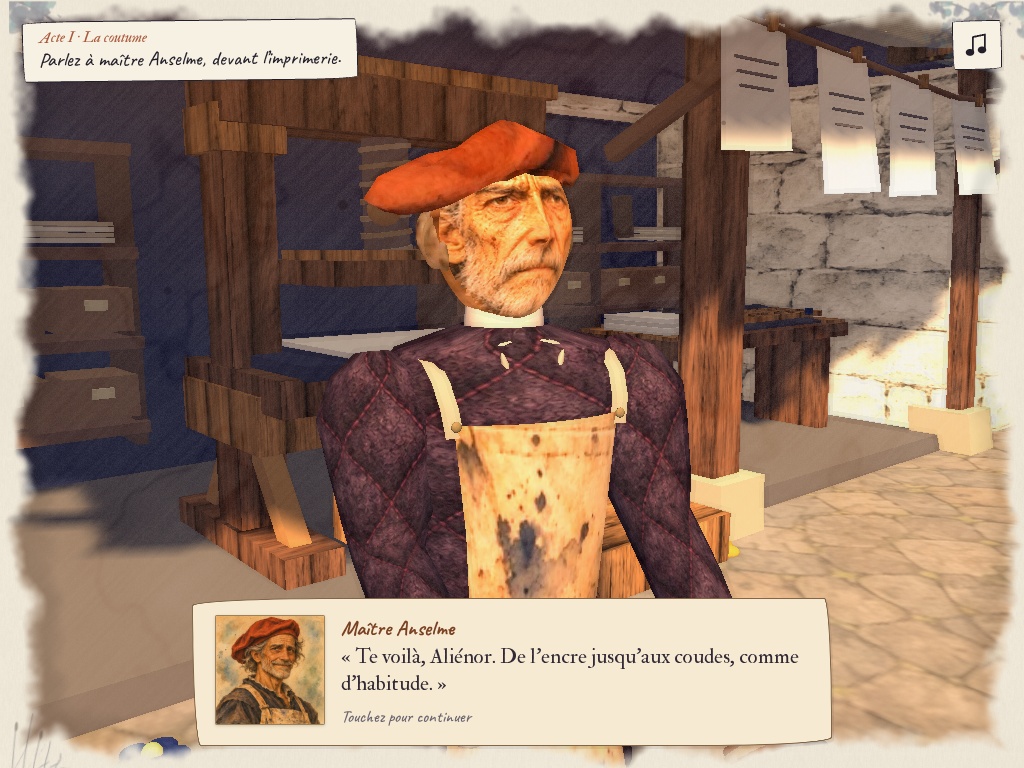 Acte I · La coutume
Parlez à maître Anselme, devant l'imprimerie.
Maître Anselme
« Te voilà, Aliénor. De l'encre jusqu'aux coudes, comme
d'habitude. »
Touchez pour continuer